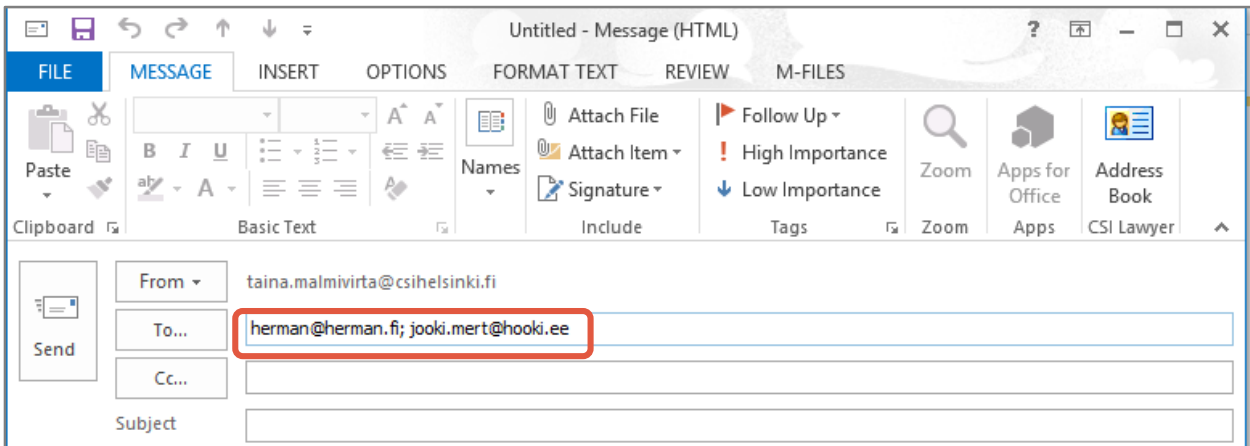 Untitled - Message (HTML) ?
FILE MESSAGE INSERT OPTIONS FORMAT TEXT REVIEW M-FILES
Paste
B I U
A
A A
Names
Attach File
Attach Item
Signature
Follow Up
High Importance
Low Importance
Zoom
Apps for
Office
Address
Book
Clipboard Basic Text Include Tags Zoom Apps CSI Lawyer
From taina.malmivirta@csihelsinki.fi
To... herman@herman.fi; jooki.mert@hooki.ee
Send
Cc...
Subject